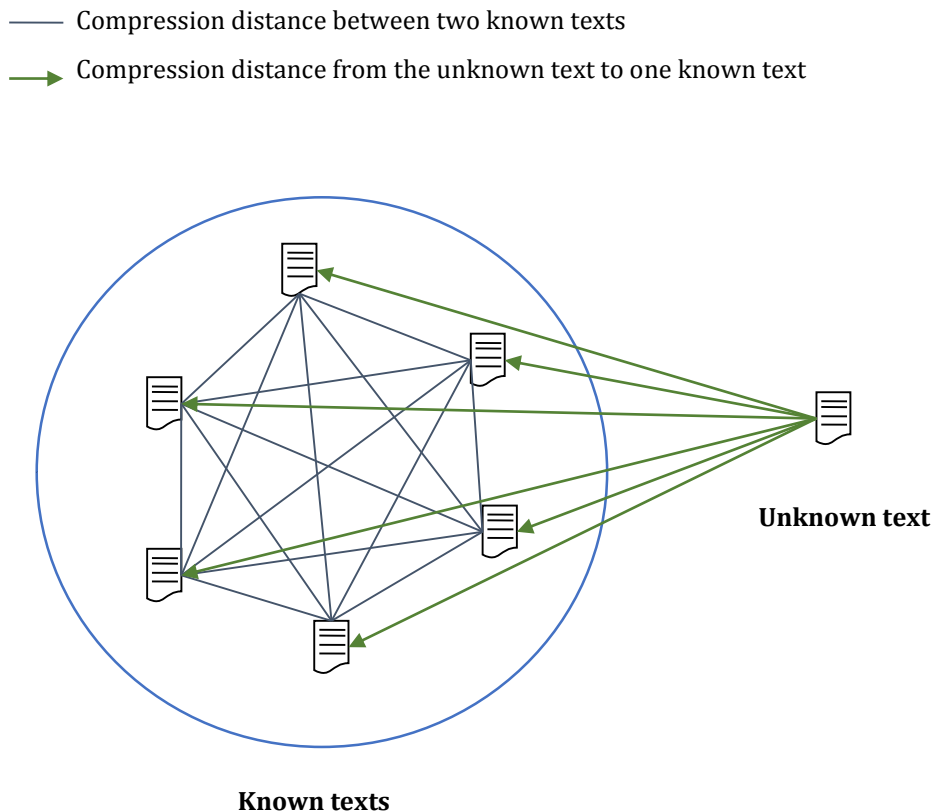 Compression distance between two known texts
Compression distance from the unknown text to one known text
Unknown text
Known texts